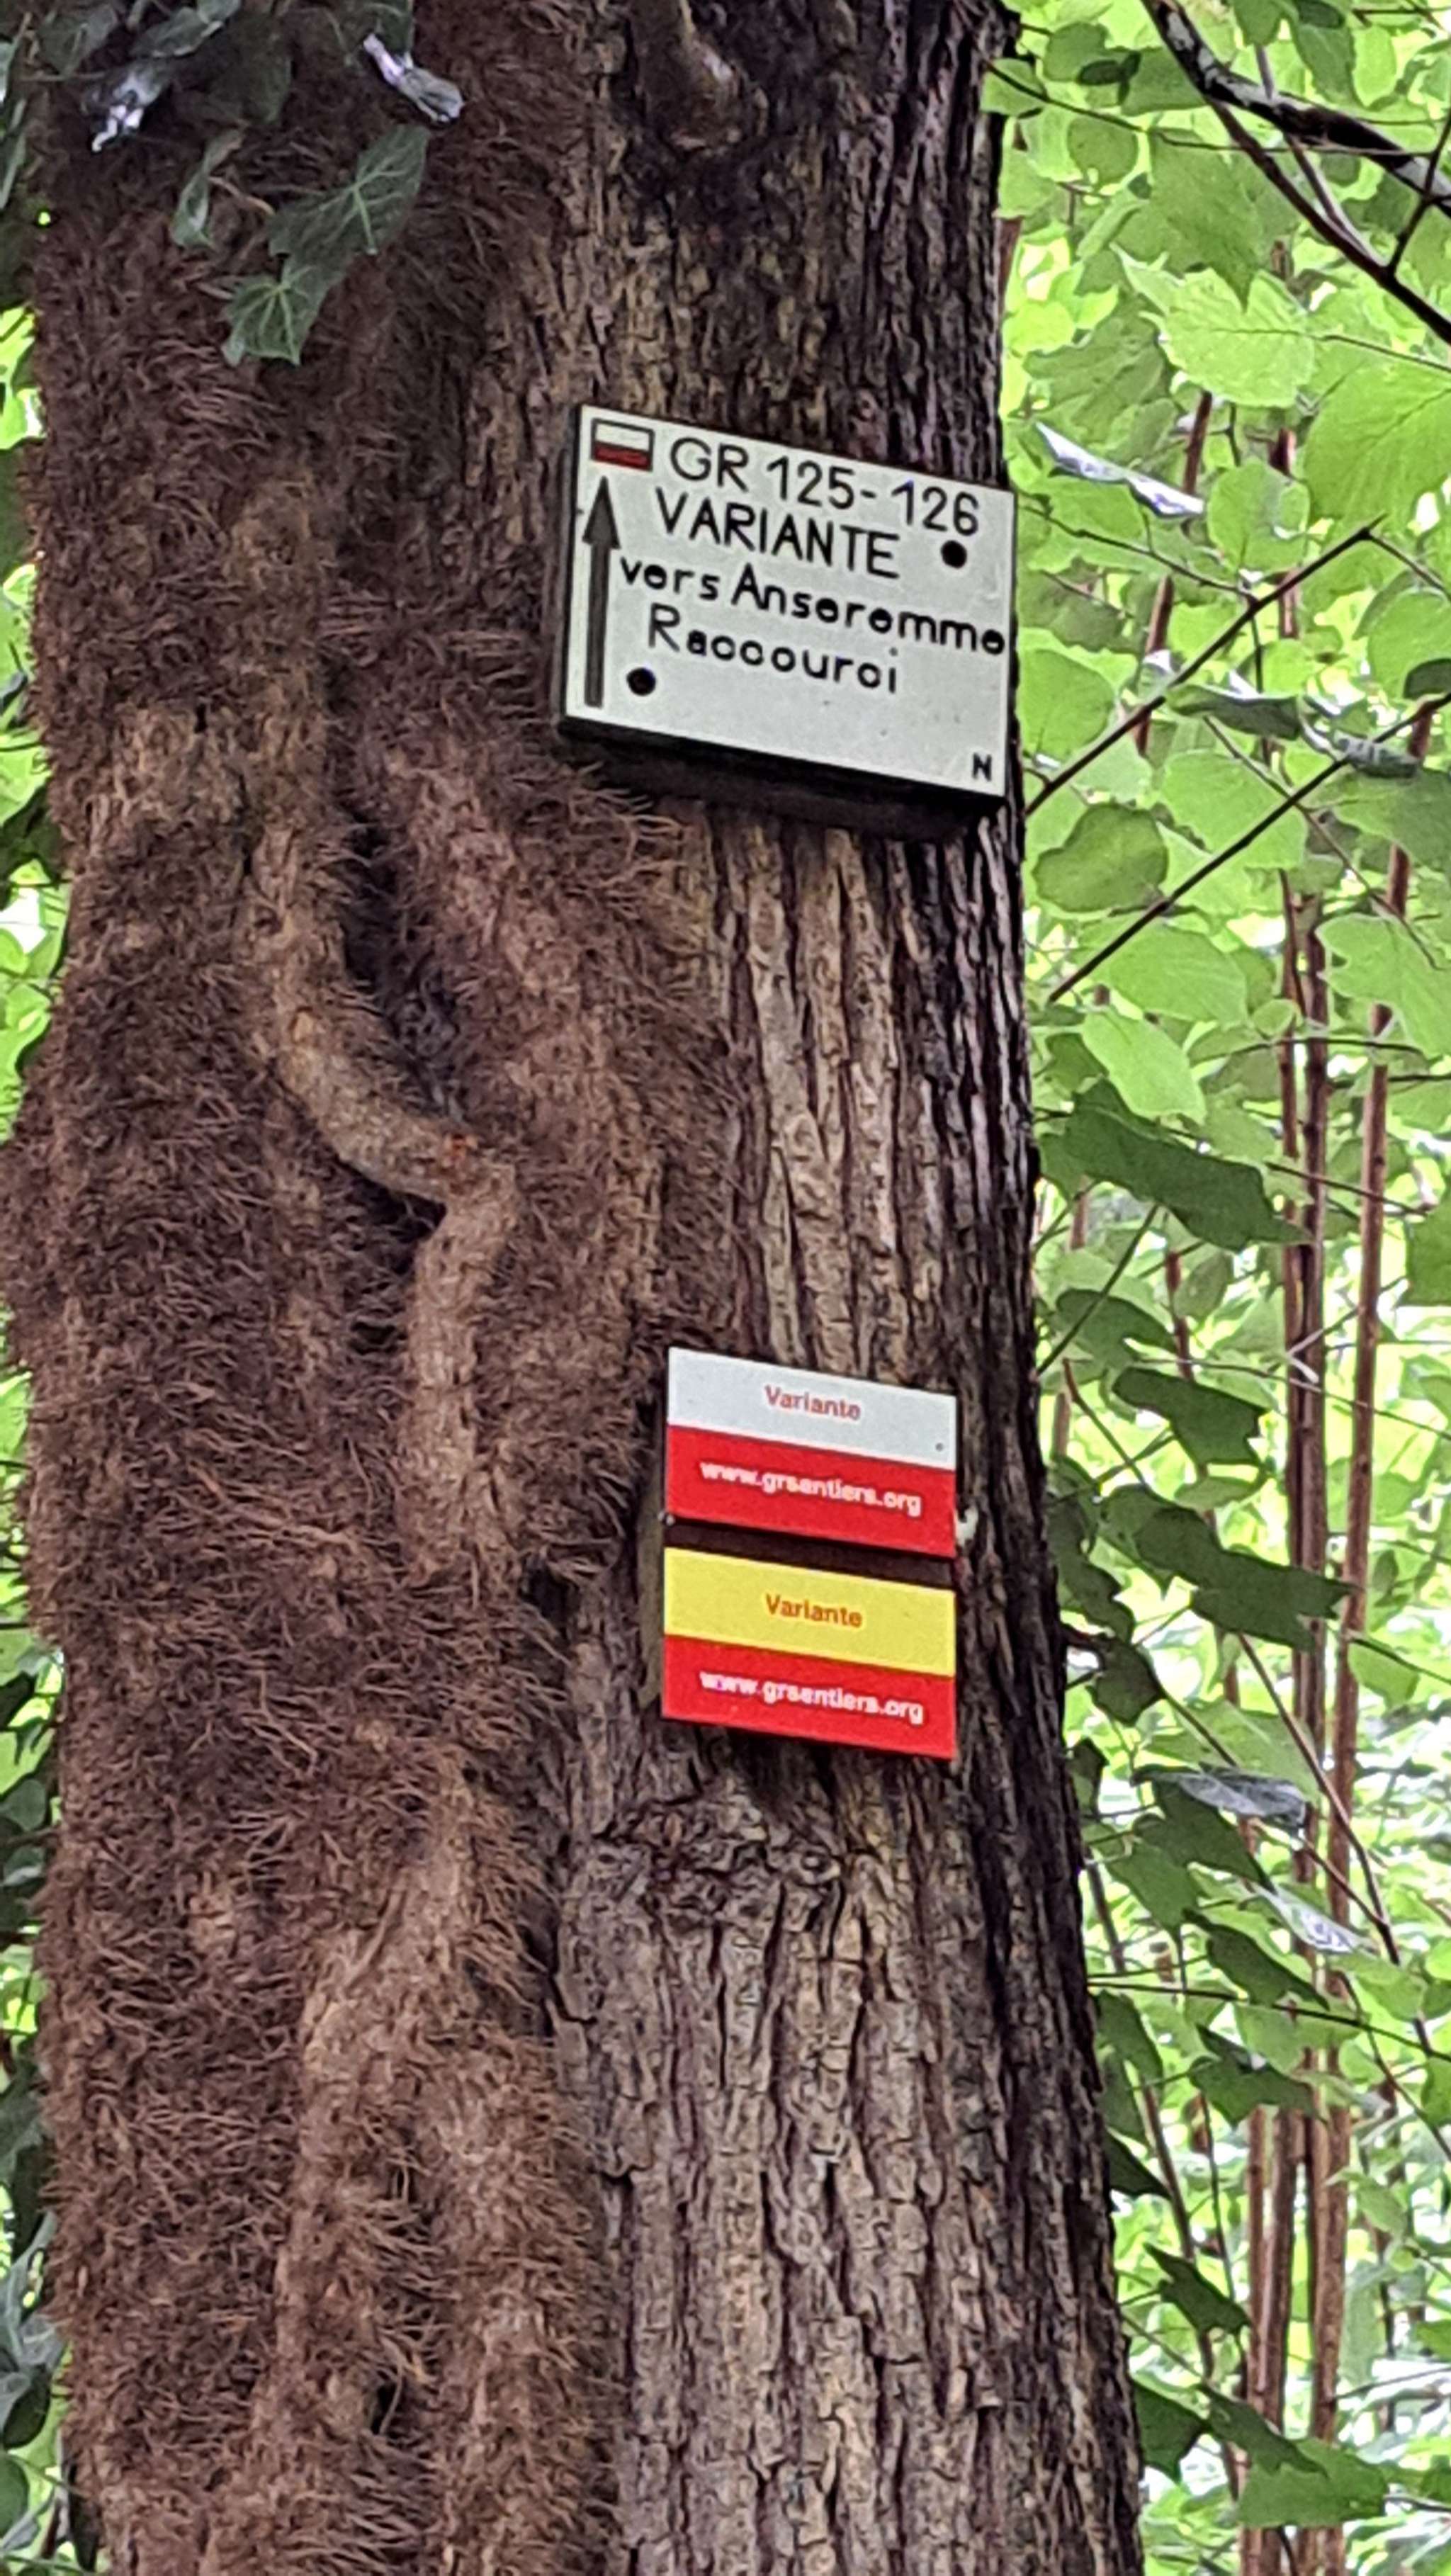 GR 125-126
VARIANTE
vers Anseremme
Raccourci
N
Variante
www.grsentiers.org
Variante
www.grsentiers.org